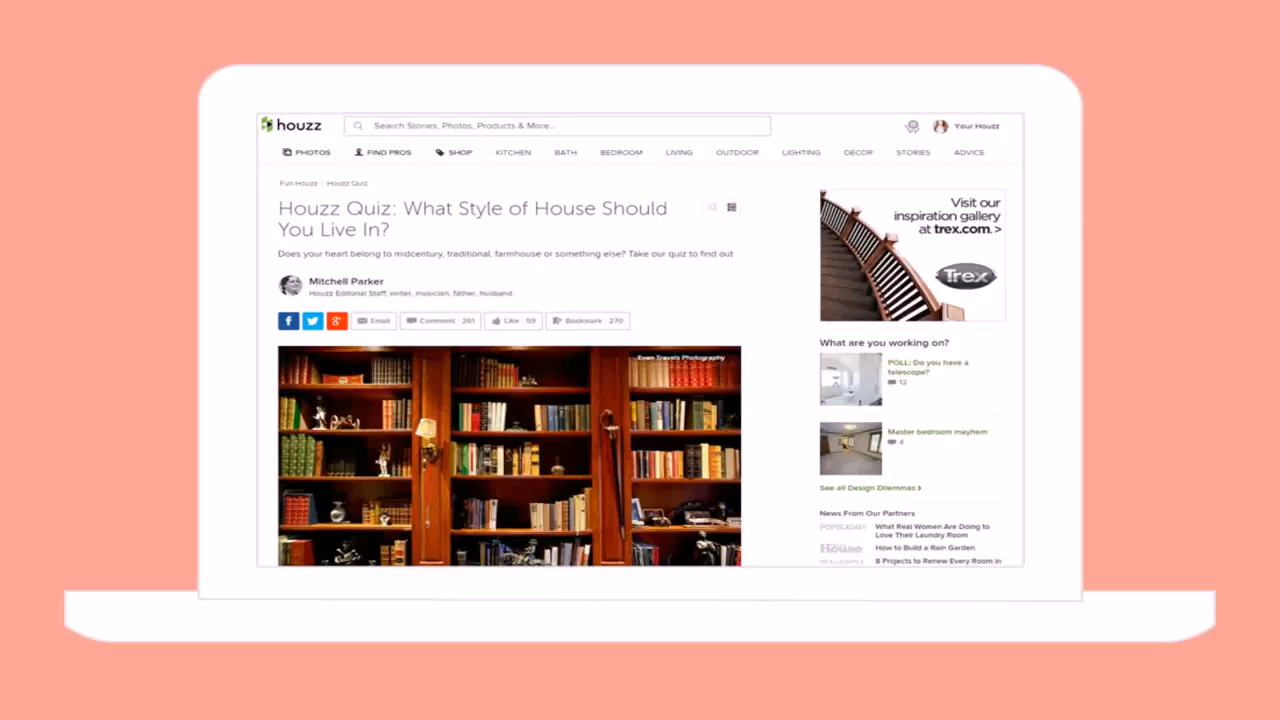 houzz
Search Stories, Photos, Products & More...
Your Houzz
PHOTOS FIND PROS SHOP KITCHEN BATH BEDROOM LIVING OUTDOOR LIGHTING DECOR STORIES ADVICE
Fun Houzz | Houzz Quiz
Houzz Quiz: What Style of House Should
You Live In?
Does your heart belong to midcentury, traditional, farmhouse or something else? Take our quiz to find out
Mitchell Parker
Houzz Editorial Staff; writer, musician, father, husband
f g+ Email Comment 261 Like 59 Bookmark 270
Evan Travels Photography
Visit our
inspiration gallery
at trex.com. >
Trex
What are you working on?
POLL: Do you have a
telescope?
12
Master bedroom mayhem
4
See all Design Dilemmas >
News From Our Partners
POPSUGAR
What Real Women Are Doing to
Love Their Laundry Room
House
How to Build a Rain Garden
8 Projects to Renew Every Room in